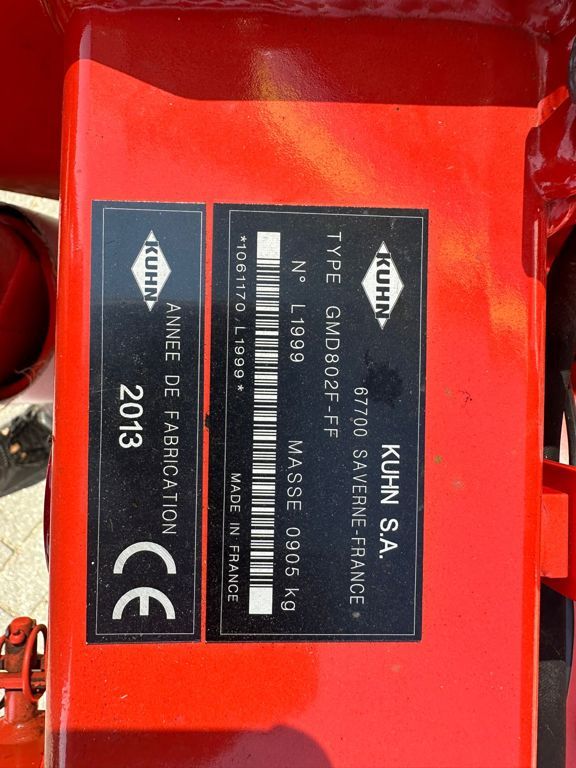 KUHN
KUHN S.A.
67700 SAVERNE-FRANCE
TYPE GMD802F-FF
N° L1999 MASSE 0905 kg
*1061170 L1999*
MADE IN FRANCE
KUHN
ANNEE DE FABRICATION
2013
CE